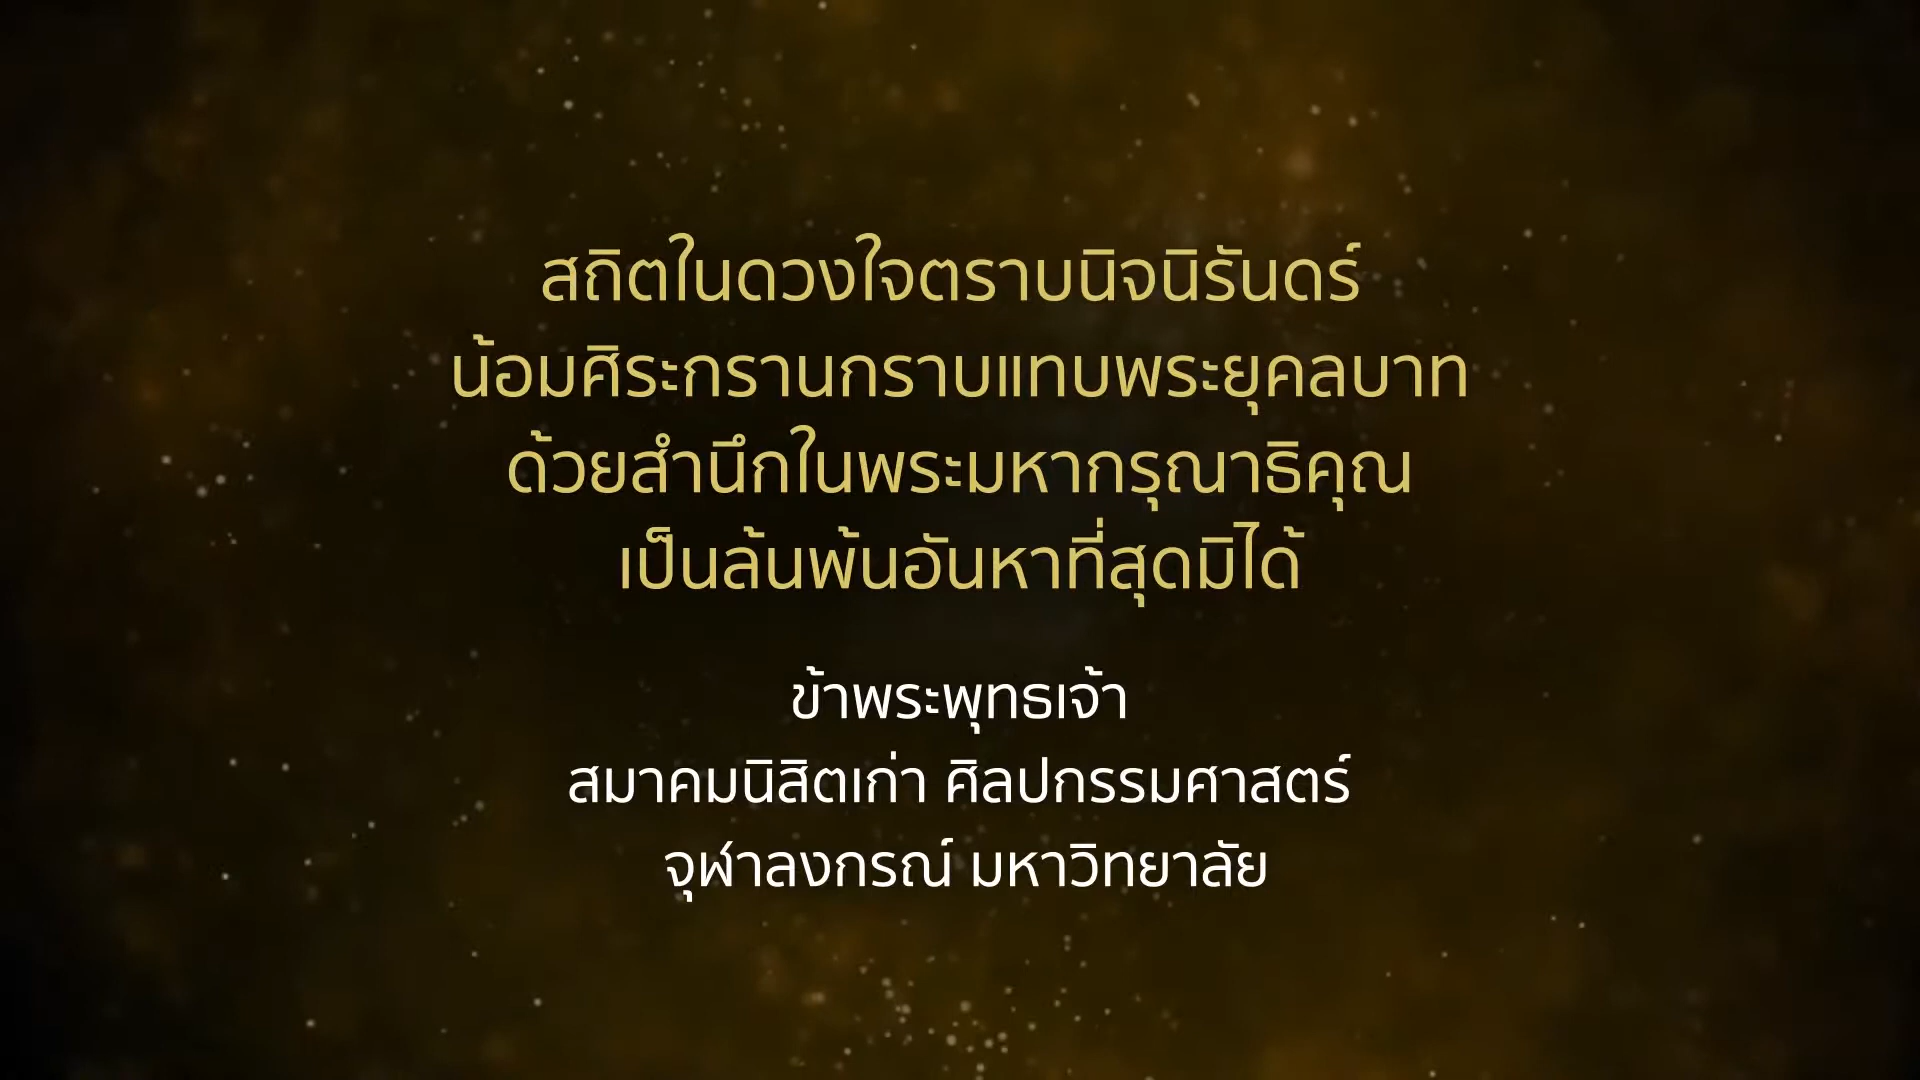 สถิตในดวงใจตราบนิจนิรันดร์
น้อมศิระกรานกราบแทบพระยุคลบาท
ด้วยสำนึกในพระมหากรุณาธิคุณ
เป็นล้นพ้นอันหาที่สุดมิได้
ข้าพระพุทธเจ้า
สมาคมนิสิตเก่า ศิลปกรรมศาสตร์
จุฬาลงกรณ์ มหาวิทยาลัย